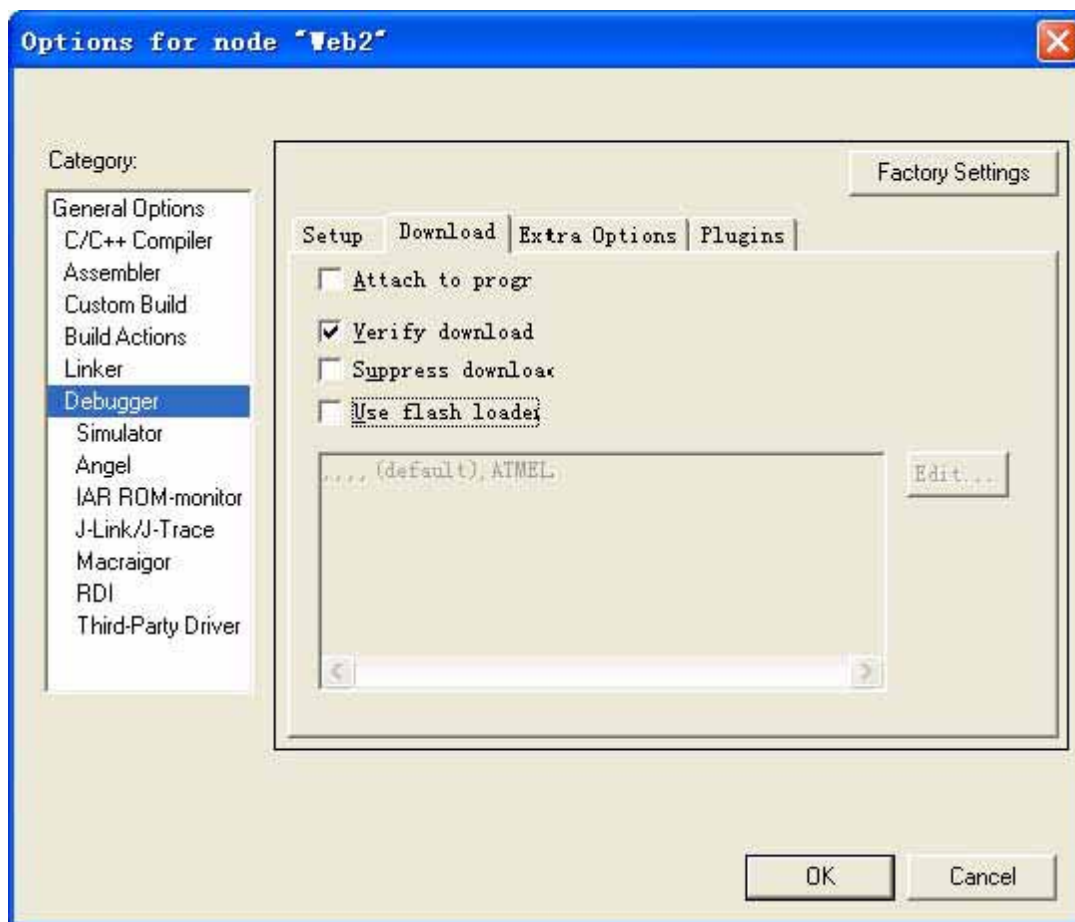 Options for node "Web2"
Category:
Factory Settings
General Options
C/C++ Compiler
Assembler
Custom Build
Build Actions
Linker
Debugger
Simulator
Angel
IAR ROM-monitor
J-Link/J-Trace
Macraigor
RDI
Third-Party Driver
Setup Download Extra Options Plugins
Attach to progr
Verify download
Suppress downloa
Use flash loader
,,,,(default),ATMEL,
Edit...
OK Cancel